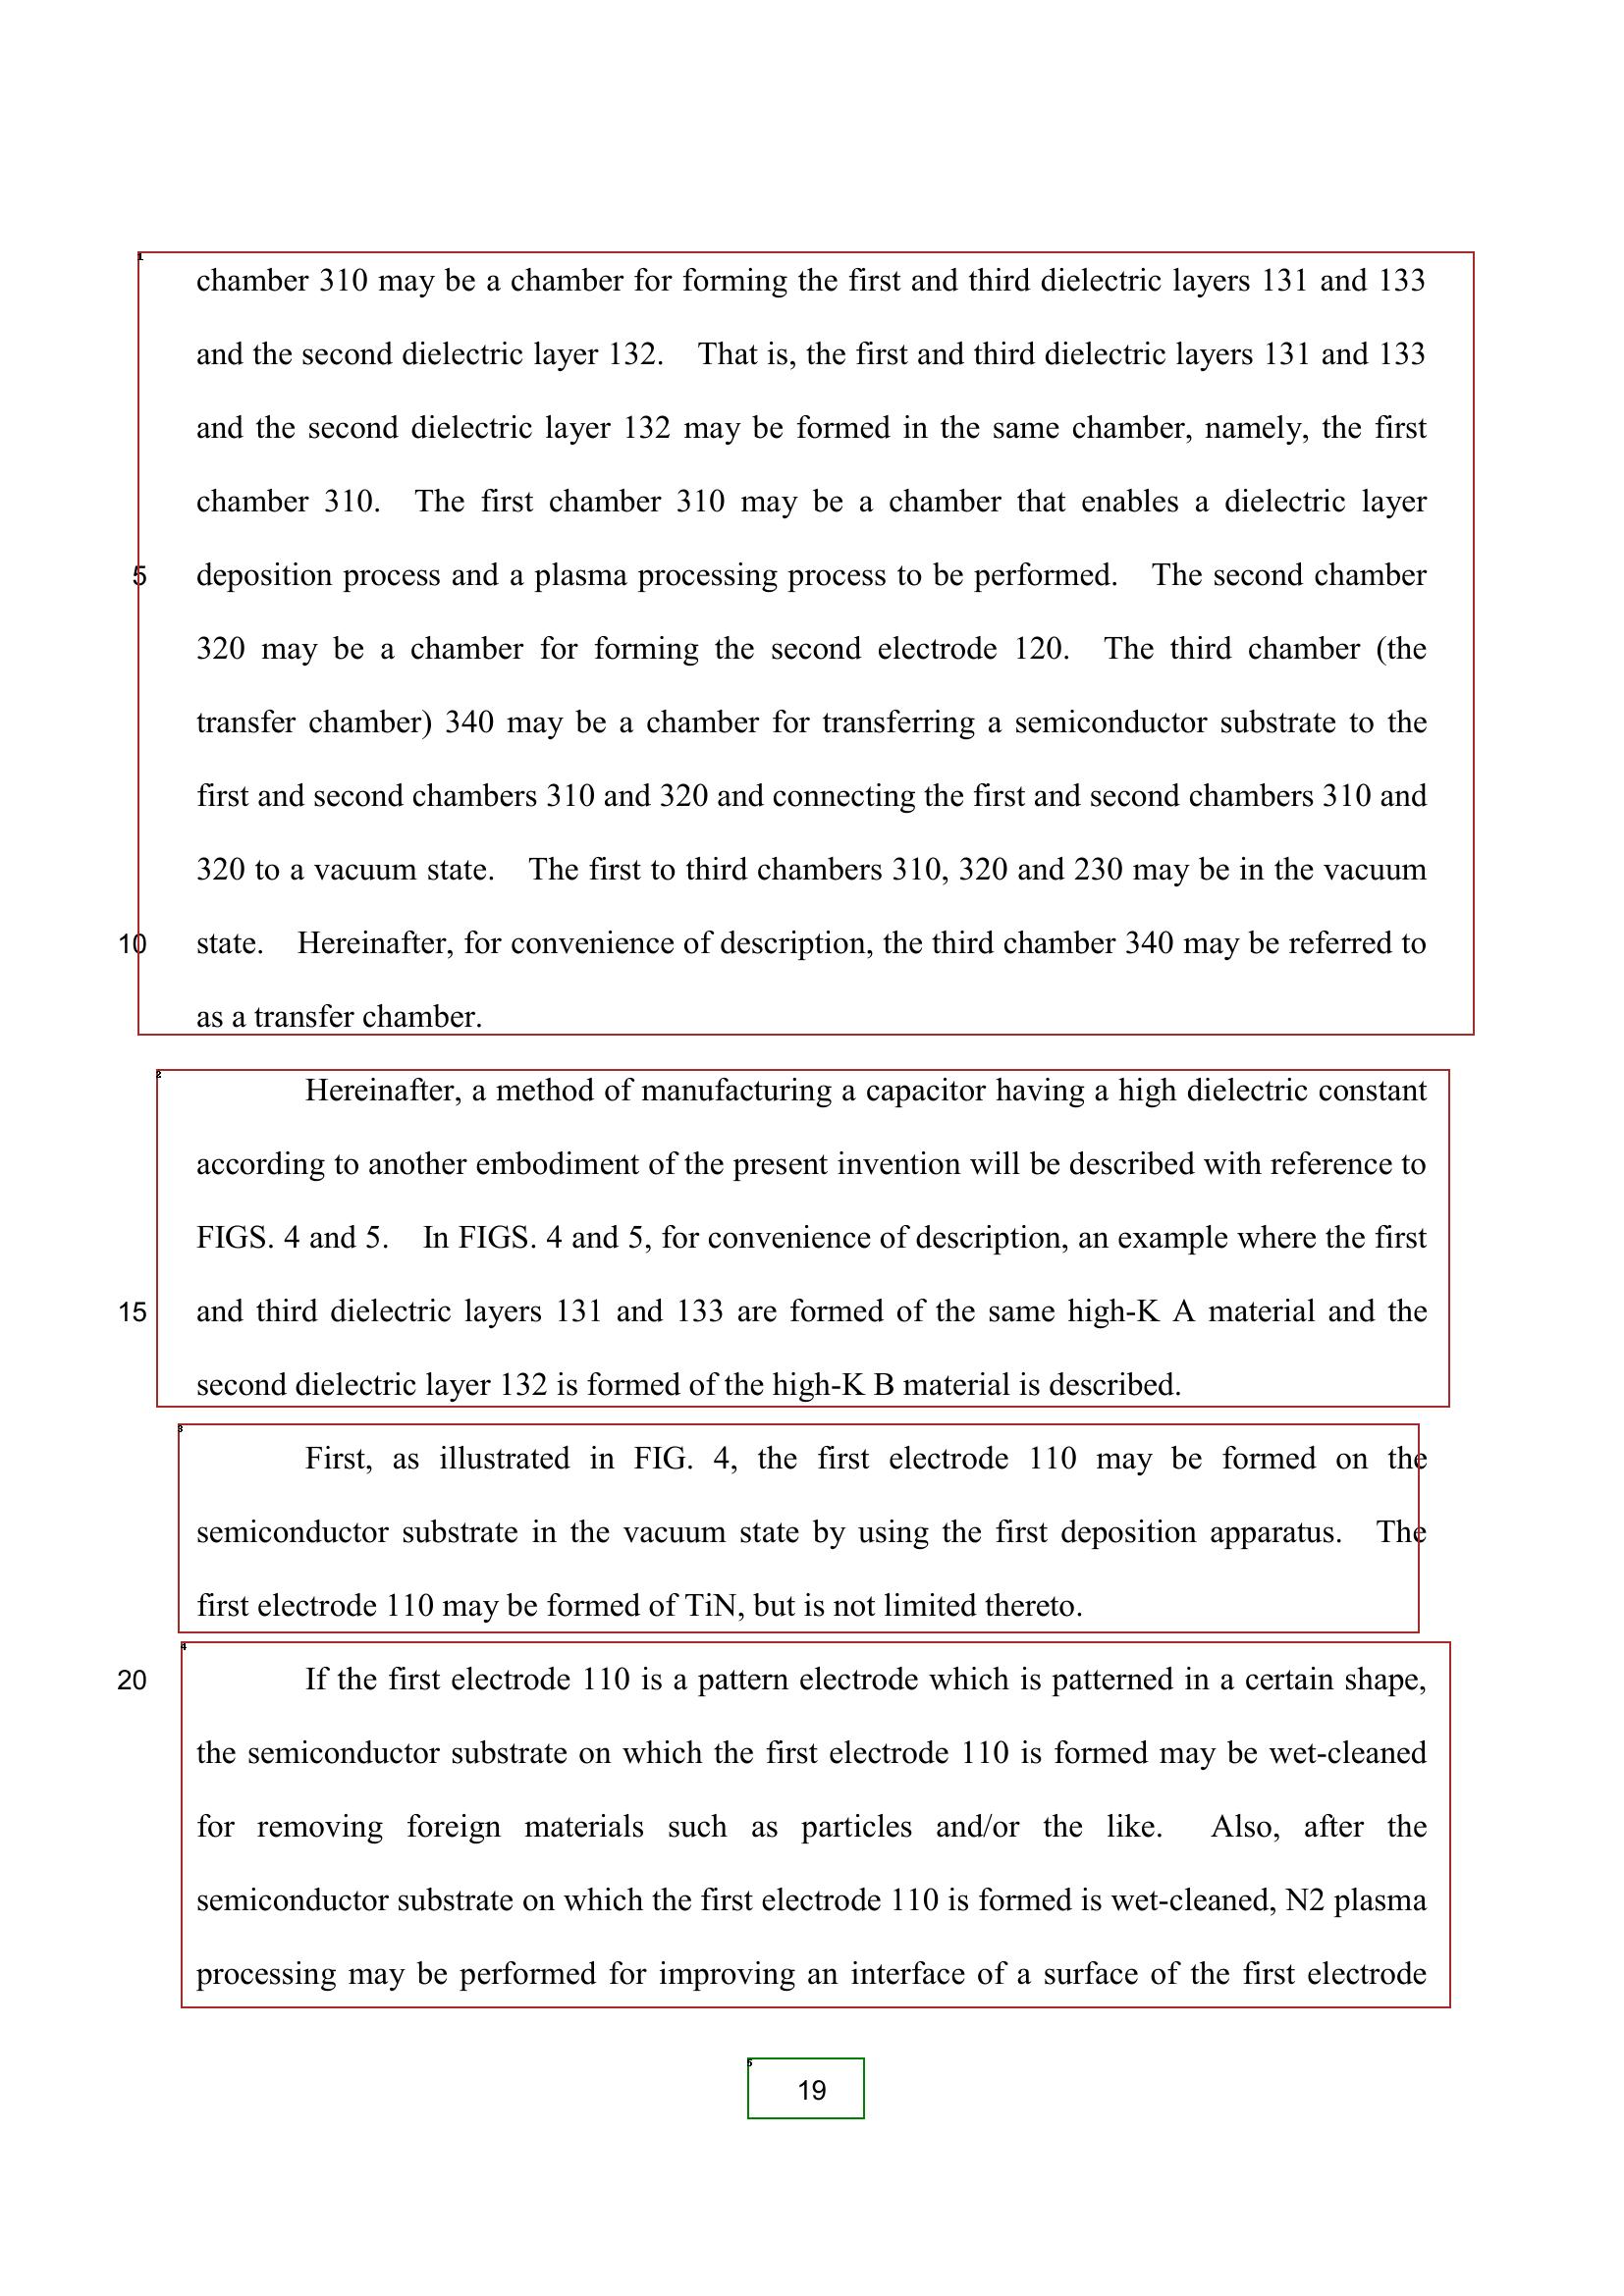 1
chamber 310 may be a chamber for forming the first and third dielectric layers 131 and 133
and the second dielectric layer 132. That is, the first and third dielectric layers 131 and 133
and the second dielectric layer 132 may be formed in the same chamber, namely, the first
chamber 310. The first chamber 310 may be a chamber that enables a dielectric layer
5 deposition process and a plasma processing process to be performed. The second chamber
320 may be a chamber for forming the second electrode 120. The third chamber (the
transfer chamber) 340 may be a chamber for transferring a semiconductor substrate to the
first and second chambers 310 and 320 and connecting the first and second chambers 310 and
320 to a vacuum state. The first to third chambers 310, 320 and 230 may be in the vacuum
10 state. Hereinafter, for convenience of description, the third chamber 340 may be referred to
as a transfer chamber.
2
Hereinafter, a method of manufacturing a capacitor having a high dielectric constant
according to another embodiment of the present invention will be described with reference to
FIGS. 4 and 5. In FIGS. 4 and 5, for convenience of description, an example where the first
15 and third dielectric layers 131 and 133 are formed of the same high-K A material and the
second dielectric layer 132 is formed of the high-K B material is described.
3
First, as illustrated in FIG. 4, the first electrode 110 may be formed on the
semiconductor substrate in the vacuum state by using the first deposition apparatus. The
first electrode 110 may be formed of TiN, but is not limited thereto.
4
20 If the first electrode 110 is a pattern electrode which is patterned in a certain shape,
the semiconductor substrate on which the first electrode 110 is formed may be wet-cleaned
for removing foreign materials such as particles and/or the like. Also, after the
semiconductor substrate on which the first electrode 110 is formed is wet-cleaned, N2 plasma
processing may be performed for improving an interface of a surface of the first electrode
5
19